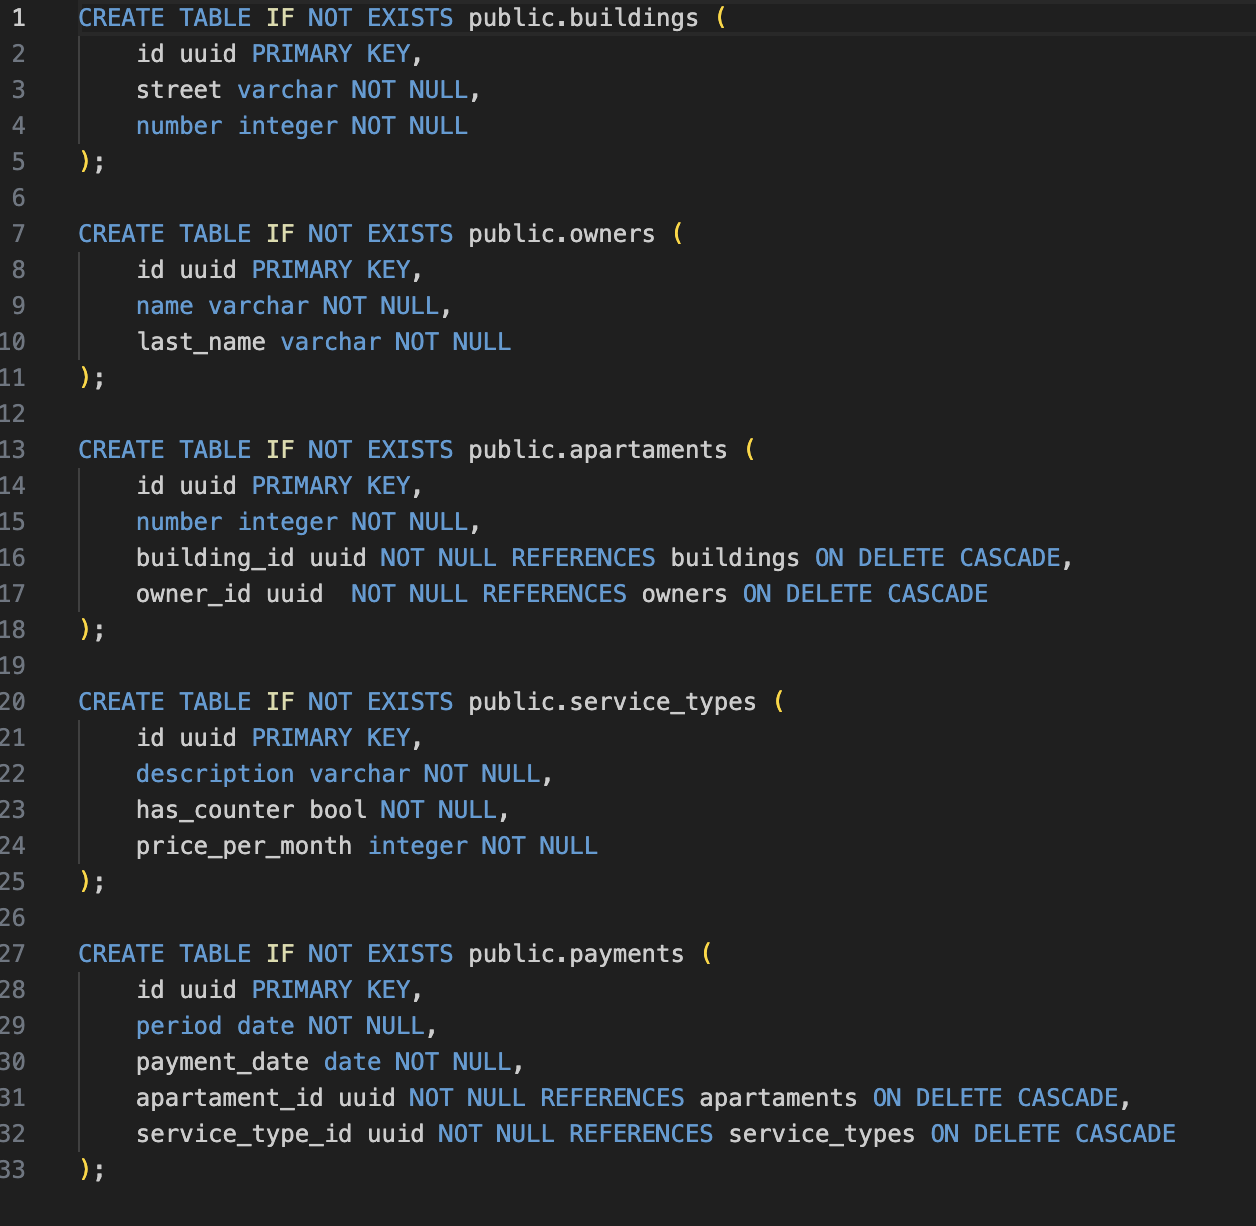 1 CREATE TABLE IF NOT EXISTS public.buildings (
2 id uuid PRIMARY KEY,
3 street varchar NOT NULL,
4 number integer NOT NULL
5 );
6
7 CREATE TABLE IF NOT EXISTS public.owners (
8 id uuid PRIMARY KEY,
9 name varchar NOT NULL,
10 last_name varchar NOT NULL
11 );
12
13 CREATE TABLE IF NOT EXISTS public.apartaments (
14 id uuid PRIMARY KEY,
15 number integer NOT NULL,
16 building_id uuid NOT NULL REFERENCES buildings ON DELETE CASCADE,
17 owner_id uuid  NOT NULL REFERENCES owners ON DELETE CASCADE
18 );
19
20 CREATE TABLE IF NOT EXISTS public.service_types (
21 id uuid PRIMARY KEY,
22 description varchar NOT NULL,
23 has_counter bool NOT NULL,
24 price_per_month integer NOT NULL
25 );
26
27 CREATE TABLE IF NOT EXISTS public.payments (
28 id uuid PRIMARY KEY,
29 period date NOT NULL,
30 payment_date date NOT NULL,
31 apartament_id uuid NOT NULL REFERENCES apartaments ON DELETE CASCADE,
32 service_type_id uuid NOT NULL REFERENCES service_types ON DELETE CASCADE
33 );